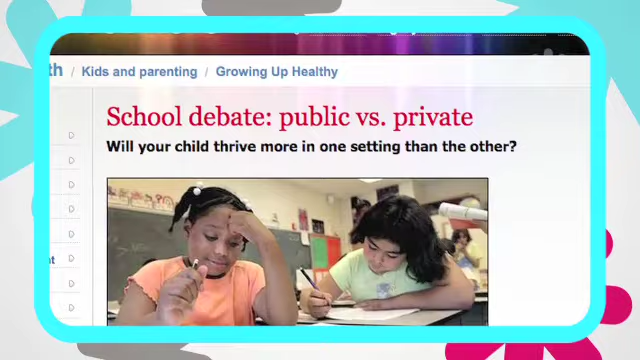 th / Kids and parenting / Growing Up Healthy
School debate: public vs. private
Will your child thrive more in one setting than the other?
nt